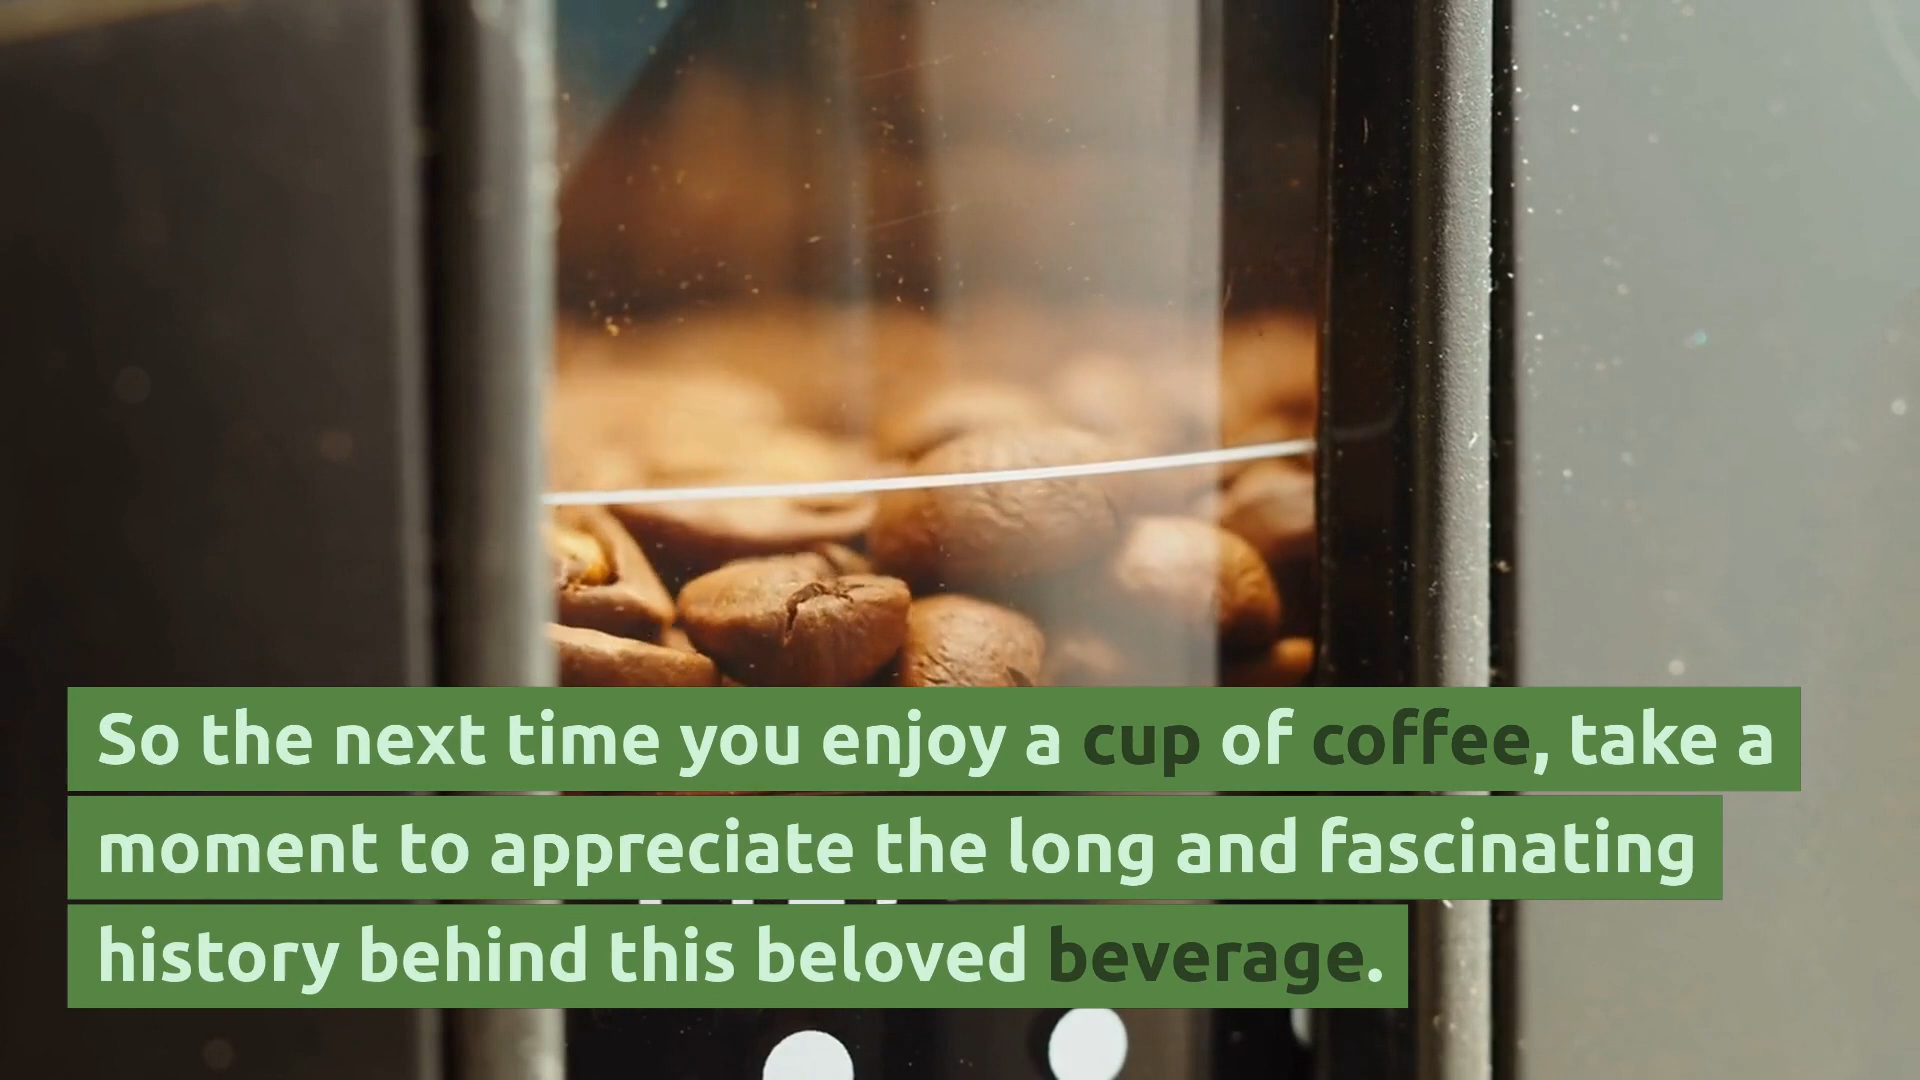 So the next time you enjoy a cup of coffee, take a
moment to appreciate the long and fascinating
history behind this beloved beverage.